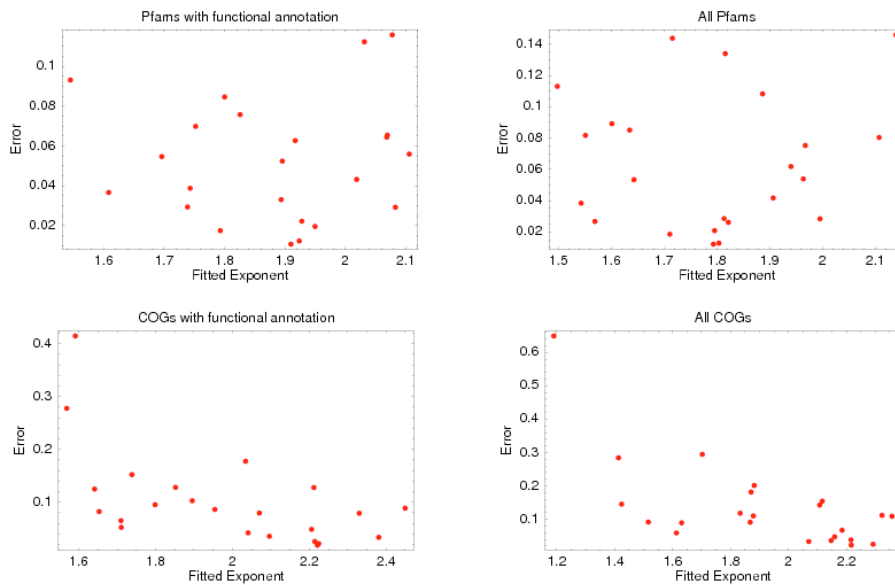 Pfams with functional annotation
0.1
0.08
0.06
0.04
0.02
Error
1.6 1.7 1.8 1.9 2 2.1
Fitted Exponent
All Pfams
0.14
0.12
0.1
0.08
0.06
0.04
0.02
Error
1.5 1.6 1.7 1.8 1.9 2 2.1
Fitted Exponent
COGs with functional annotation
0.4
0.3
0.2
0.1
Error
1.6 1.8 2 2.2 2.4
Fitted Exponent
All COGs
0.6
0.5
0.4
0.3
0.2
0.1
Error
1.2 1.4 1.6 1.8 2 2.2
Fitted Exponent